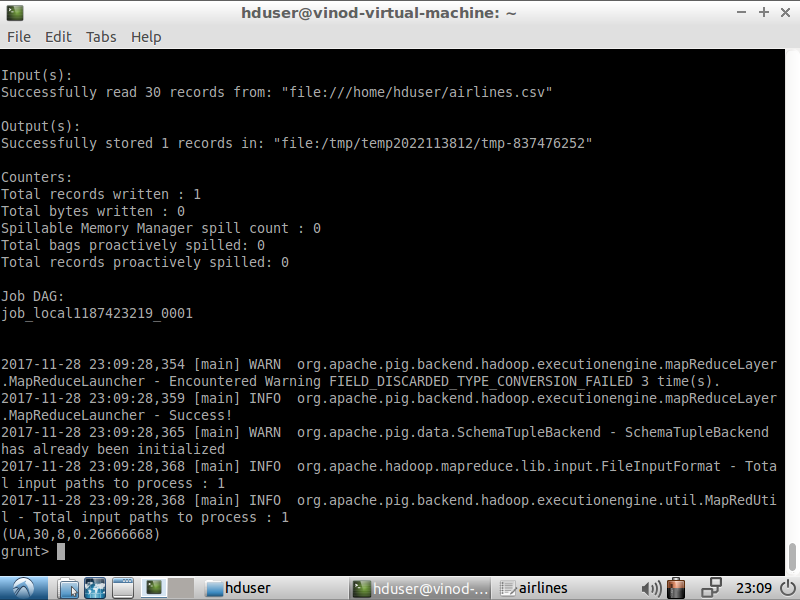 hduser@vinod-virtual-machine: ~
File Edit Tabs Help
Input(s):
Successfully read 30 records from: "file:///home/hduser/airlines.csv"
Output(s):
Successfully stored 1 records in: "file:/tmp/temp2022113812/tmp-837476252"
Counters:
Total records written : 1
Total bytes written : 0
Spillable Memory Manager spill count : 0
Total bags proactively spilled: 0
Total records proactively spilled: 0
Job DAG:
job_local1187423219_0001
2017-11-28 23:09:28,354 [main] WARN  org.apache.pig.backend.hadoop.executionengine.mapReduceLayer
.MapReduceLauncher - Encountered Warning FIELD_DISCARDED_TYPE_CONVERSION_FAILED 3 time(s).
2017-11-28 23:09:28,359 [main] INFO  org.apache.pig.backend.hadoop.executionengine.mapReduceLayer
.MapReduceLauncher - Success!
2017-11-28 23:09:28,365 [main] WARN  org.apache.pig.data.SchemaTupleBackend - SchemaTupleBackend
has already been initialized
2017-11-28 23:09:28,368 [main] INFO  org.apache.hadoop.mapreduce.lib.input.FileInputFormat - Tota
l input paths to process : 1
2017-11-28 23:09:28,368 [main] INFO  org.apache.pig.backend.hadoop.executionengine.util.MapRedUti
l - Total input paths to process : 1
(UA,30,8,0.26666668)
grunt>
hduser hduser@vinod-... airlines 23:09